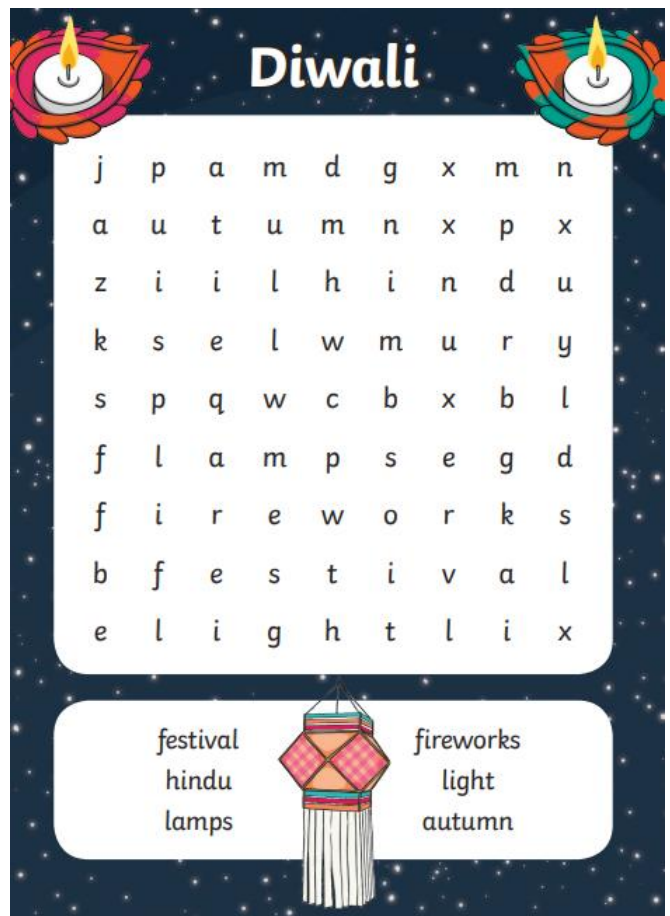 Diwali
j p a m d g x m n
a u t u m n x p x
z i i l h i n d u
k s e l w m u r y
s p q w c b x b l
f l a m p s e g d
f i r e w o r k s
b f e s t i v a l
e l i g h t l i x
festival fireworks
hindu light
lamps autumn